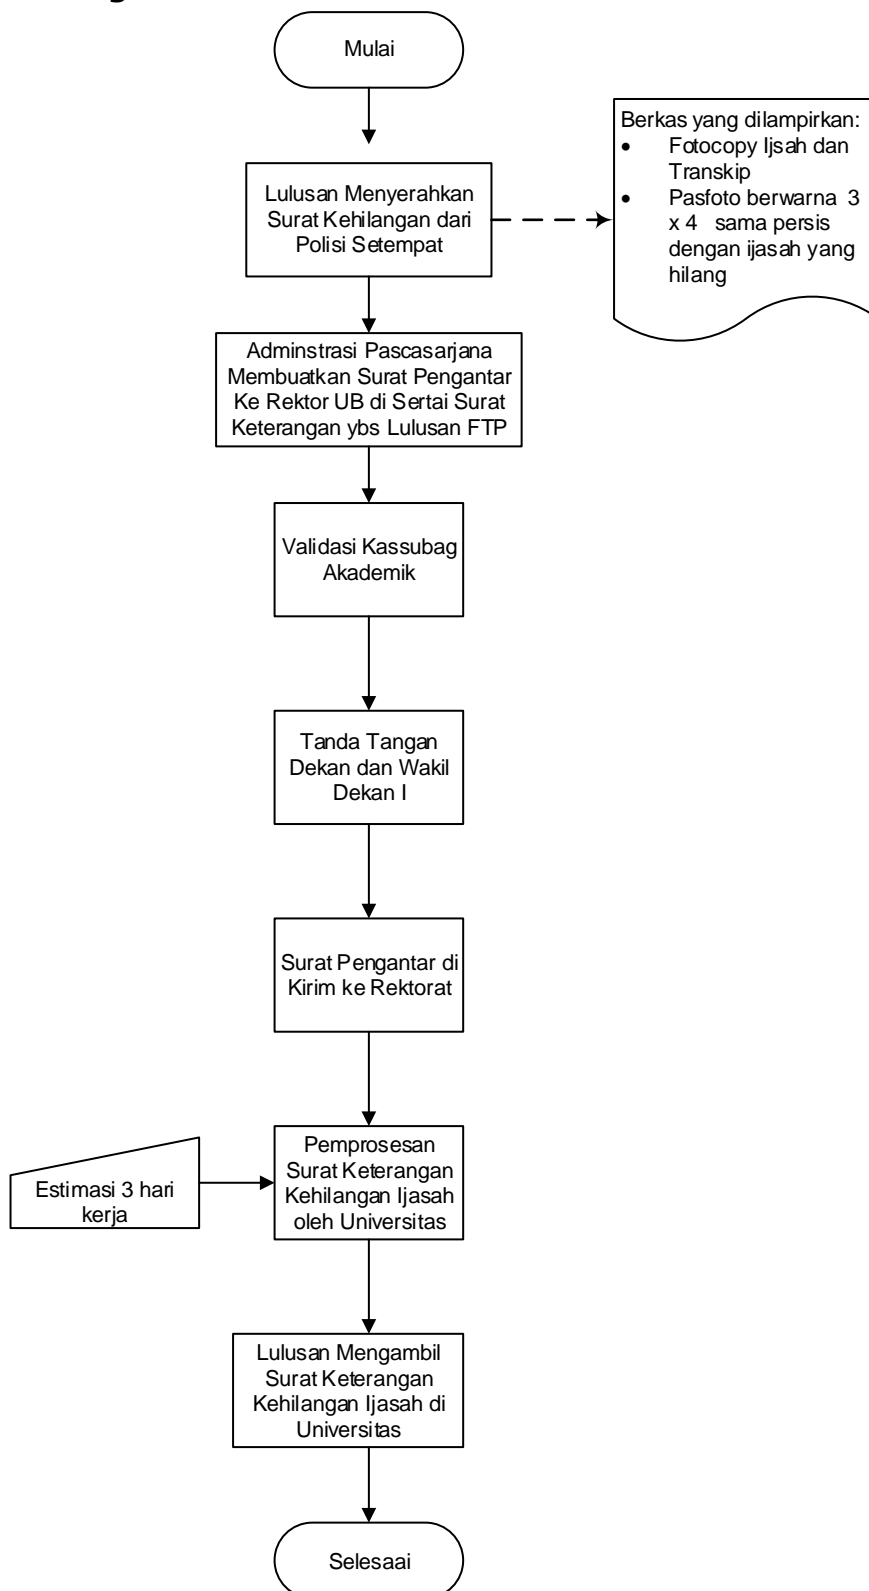 Mulai
Berkas yang dilampirkan:
• Fotocopy Ijsah dan
Transkip
• Pasfoto berwarna 3
x 4 sama persis
dengan ijasah yang
hilang
Lulusan Menyerahkan
Surat Kehilangan dari
Polisi Setempat
Adminstrasi Pascasarjana
Membuatkan Surat Pengantar
Ke Rektor UB di Sertai Surat
Keterangan ybs Lulusan FTP
Validasi Kassubag
Akademik
Tanda Tangan
Dekan dan Wakil
Dekan I
Surat Pengantar di
Kirim ke Rektorat
Pemprosesan
Surat Keterangan
Kehilangan Ijasah
oleh Universitas
Estimasi 3 hari
kerja
Lulusan Mengambil
Surat Keterangan
Kehilangan Ijasah di
Universitas
Selesaai